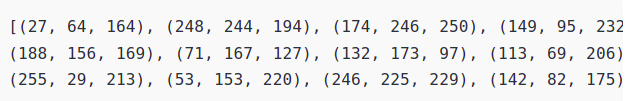 [(27, 64, 164), (248, 244, 194), (174, 246, 250), (149, 95, 232
(188, 156, 169), (71, 167, 127), (132, 173, 97), (113, 69, 206)
(255, 29, 213), (53, 153, 220), (246, 225, 229), (142, 82, 175)